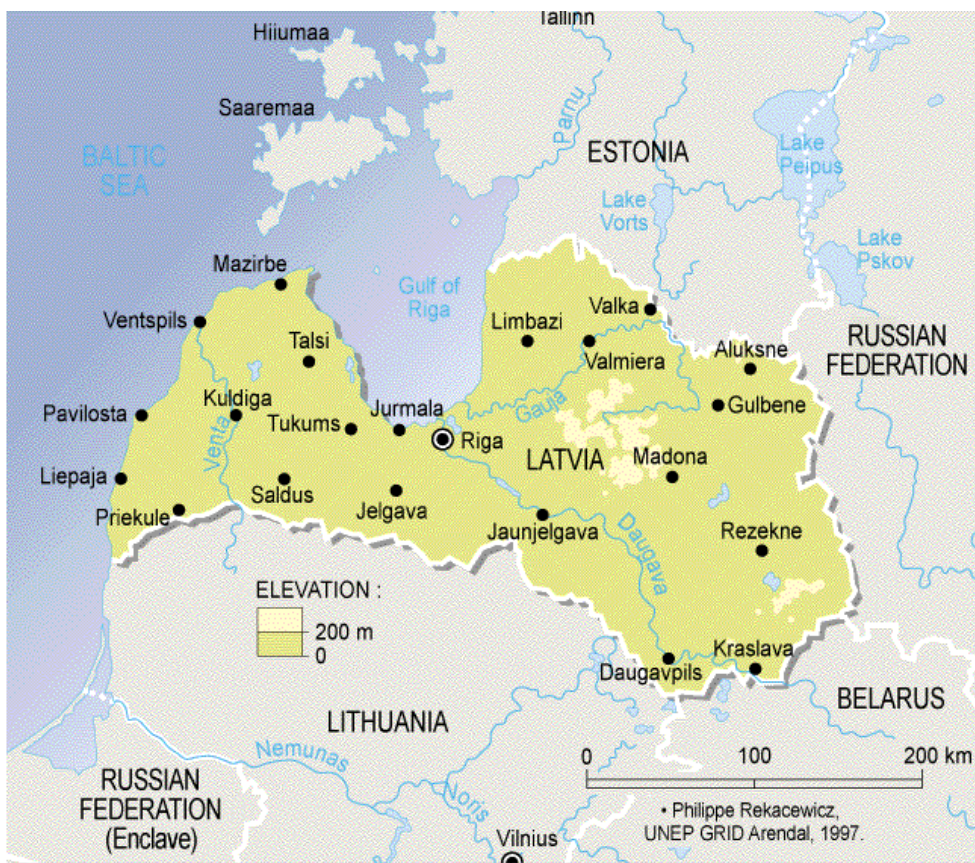 Tallinn
Hiiumaa
Saaremaa
Parnu
BALTIC
SEA
ESTONIA
Lake
Peipus
Lake
Vorts
Lake
Pskov
Mazirbe
Gulf of
Riga
Valka
Ventspils
Limbazi
RUSSIAN
FEDERATION
Talsi
Valmiera
Aluksne
Pavilosta
Kuldiga
Jurmala
Gauja
Gulbene
Tukums
Riga
Venta
LATVIA
Madona
Liepaja
Saldus
Jelgava
Priekule
Jaunjelgava
Daugava
Rezekne
ELEVATION :
200 m
0
Daugavpils
Kraslava
BELARUS
LITHUANIA
Nemunas
0 100 200 km
RUSSIAN
FEDERATION
(Enclave)
Noris
• Philippe Rekacewicz,
UNEP GRID Arendal, 1997.
Vilnius